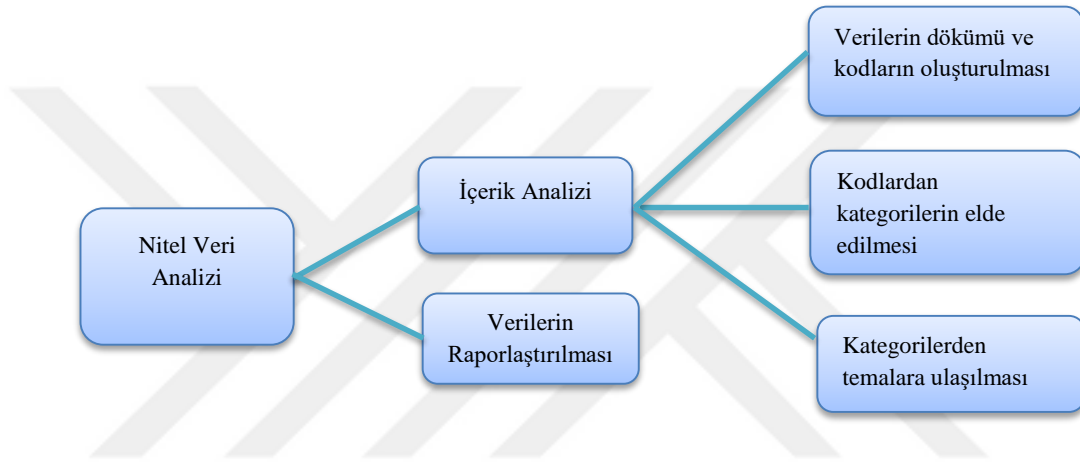 Nitel Veri
Analizi
İçerik Analizi
Verilerin
Raporlaştırılması
Verilerin dökümü ve
kodların oluşturulması
Kodlardan
kategorilerin elde
edilmesi
Kategorilerden
temalara ulaşılması